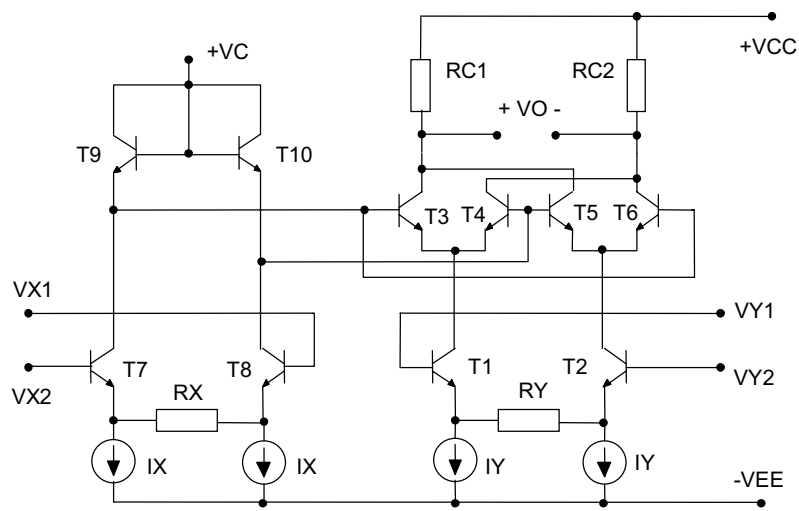 +VC
RC1
RC2
+VCC
+ VO -
T9
T10
T3
T4
T5
T6
VX1
VY1
T7
T8
T1
T2
VX2
RX
RY
VY2
IX
IX
IY
IY
-VEE